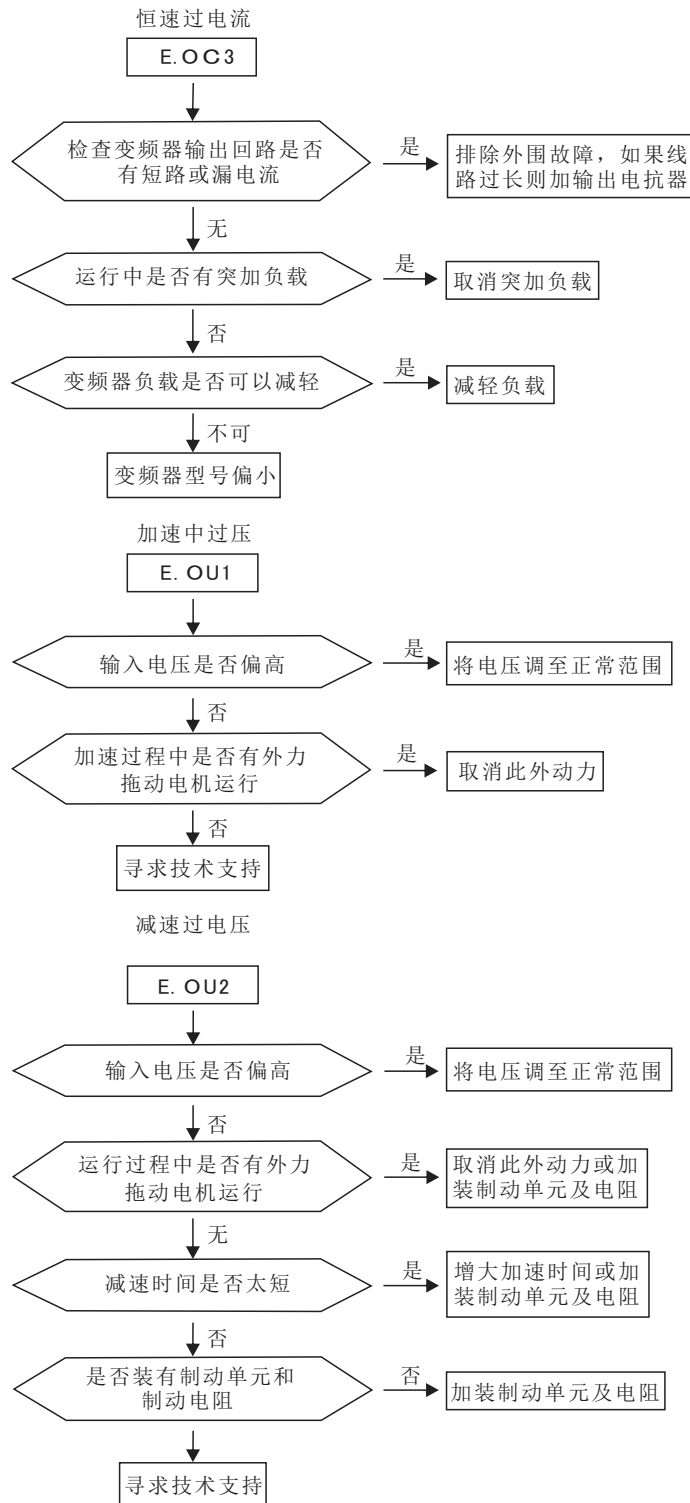 恒速过电流
E.OC3
检查变频器输出回路是否
有短路或漏电流
是
排除外围故障，如果线
路过长则加输出电抗器
无
运行中是否有突加负载
是
取消突加负载
否
变频器负载是否可以减轻
是
减轻负载
不可
变频器型号偏小
加速中过压
E. OU1
输入电压是否偏高
是
将电压调至正常范围
否
加速过程中是否有外力
拖动电机运行
是
取消此外动力
否
寻求技术支持
减速过电压
E. OU2
输入电压是否偏高
是
将电压调至正常范围
否
运行过程中是否有外力
拖动电机运行
是
取消此外动力或加
装制动单元及电阻
无
减速时间是否太短
是
增大加速时间或加
装制动单元及电阻
否
是否装有制动单元和
制动电阻
否
加装制动单元及电阻
寻求技术支持